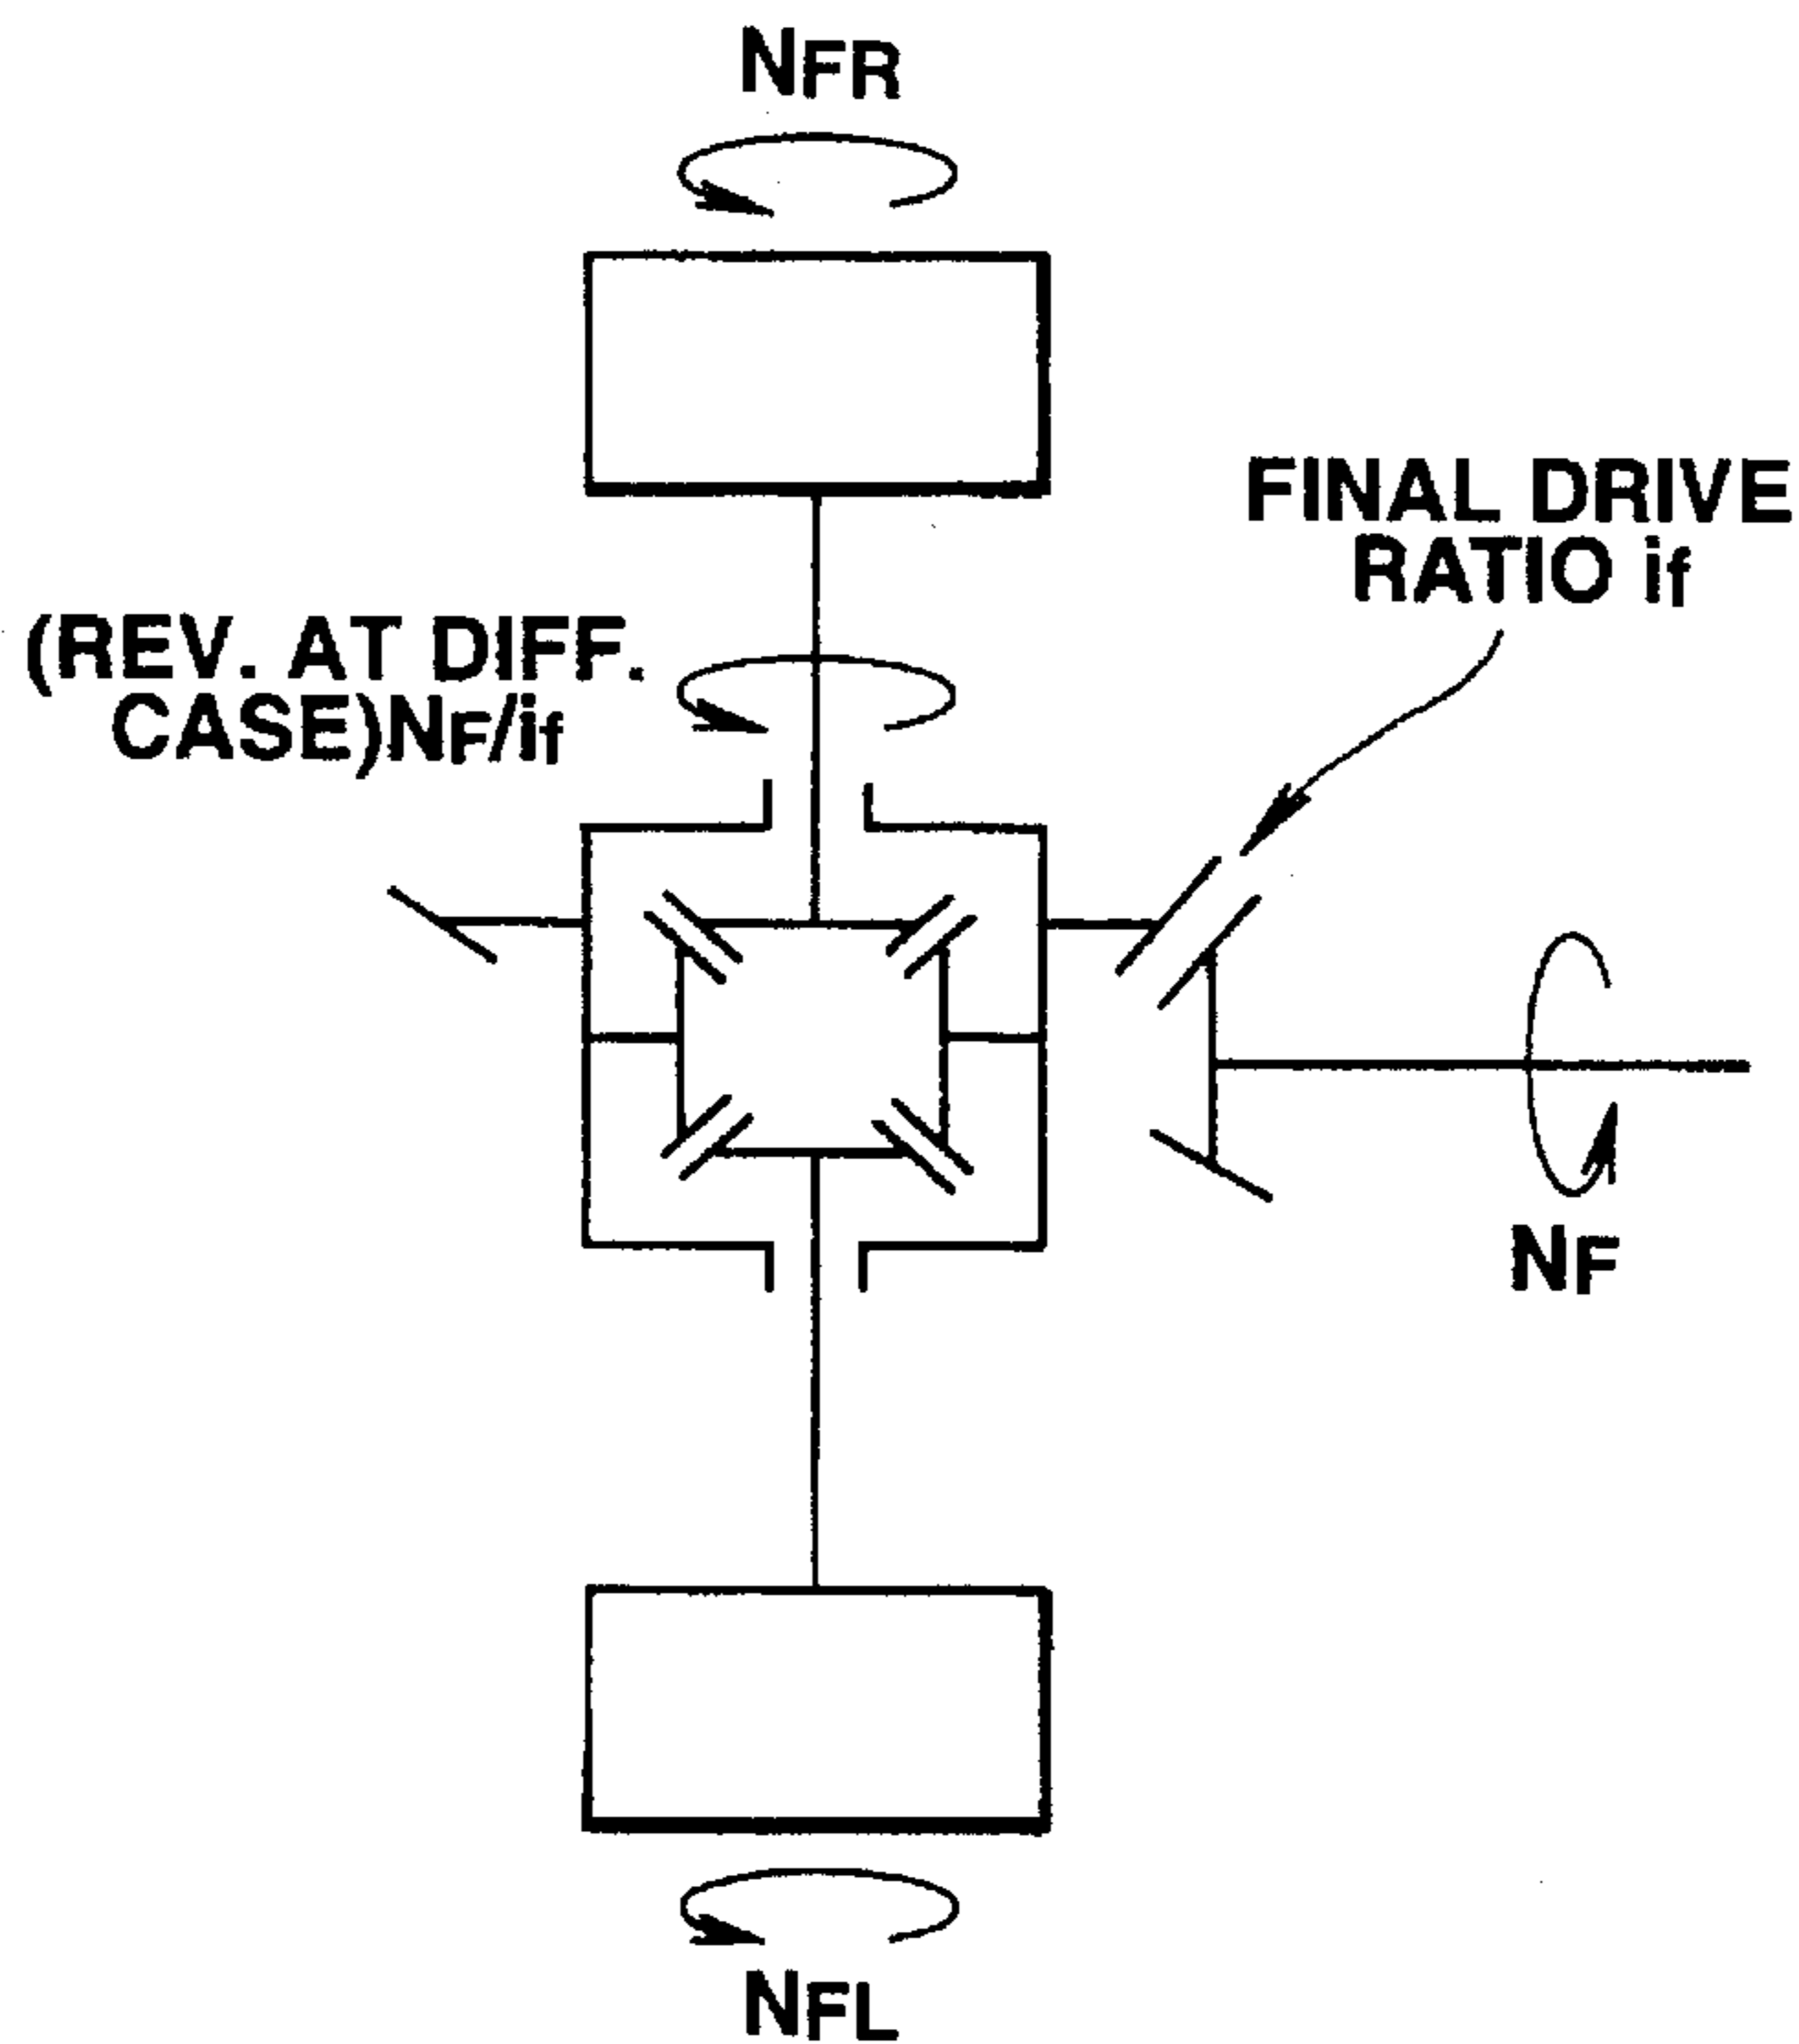 NFR
FINAL DRIVE
RATIO if
(REV. AT DIFF.
CASE)NF/if
NF
NFL